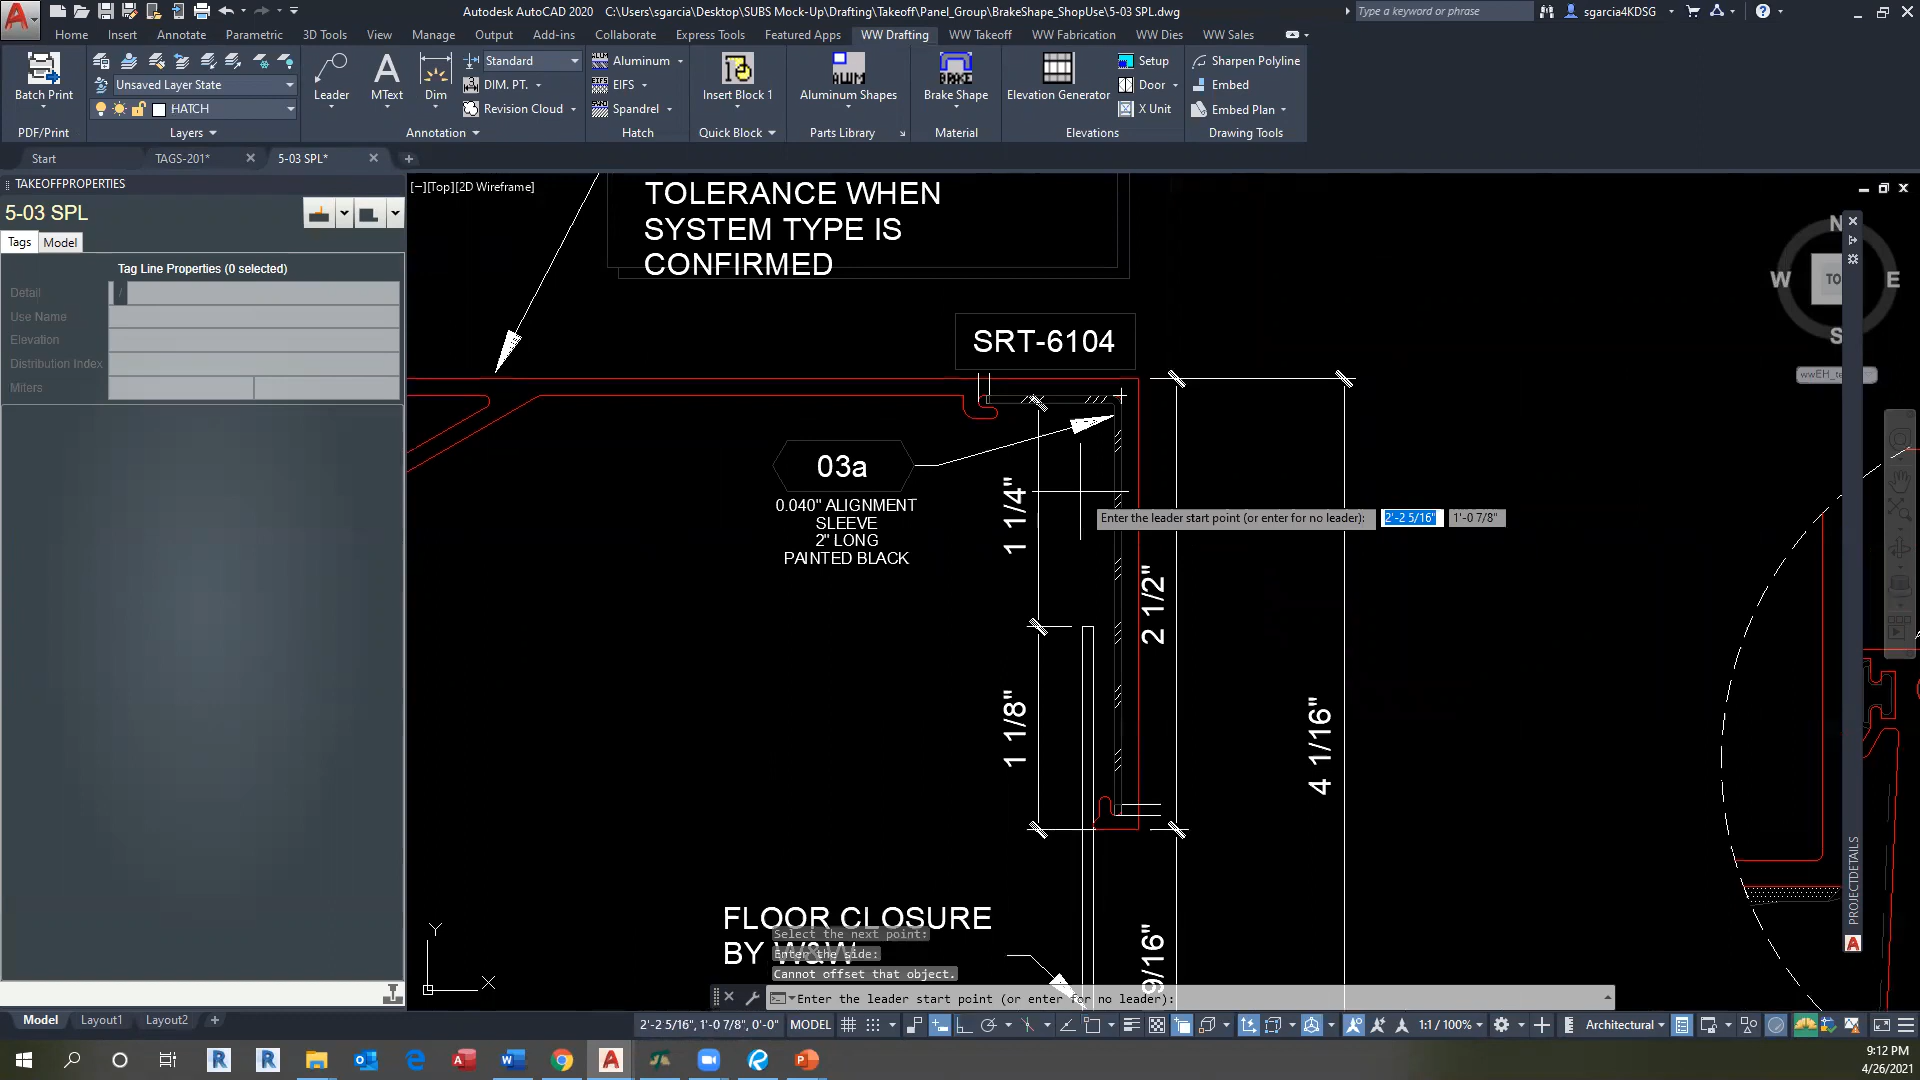 Autodesk AutoCAD 2020 C:\Users\sgarcia\Desktop\SUBS Mock-Up\Drafting\Takeoff\Panel_Group\BrakeShape_ShopUse\5-03 SPL.dwg
Type a keyword or phrase
sgarcia4KDSG
Home Insert Annotate Parametric 3D Tools View Manage Output Add-ins Collaborate Express Tools Featured Apps WW Drafting WW Takeoff WW Fabrication WW Dies WW Sales
Batch Print
Unsaved Layer State
HATCH
Leader
MText
Dim
Standard
DIM. PT.
Revision Cloud
Aluminum
EIFS
Spandrel
Insert Block 1
Aluminum Shapes
Brake Shape
Elevation Generator
Setup
Door
X Unit
Sharpen Polyline
Embed
Embed Plan
PDF/Print
Layers
Annotation
Hatch
Quick Block
Parts Library
Material
Elevations
Drawing Tools
Start
TAGS-201*
5-03 SPL*
TAKEOFFPROPERTIES
5-03 SPL
Tags
Model
Tag Line Properties (0 selected)
Detail
/
Use Name
Elevation
Distribution Index
Miters
[−][Top][2D Wireframe]
TOLERANCE WHEN
SYSTEM TYPE IS
CONFIRMED
N
W
E
S
SRT-6104
03a
0.040" ALIGNMENT
SLEEVE
2" LONG
PAINTED BLACK
1 1/4"
2 1/2"
1 1/8"
4 1/16"
9/16"
Enter the leader start point (or enter for no leader):
2'-2 5/16"
1'-0 7/8"
FLOOR CLOSURE
BY W&W
Select the next point:
Enter the side:
Cannot offset that object.
Enter the leader start point (or enter for no leader):
PROJECTDETAILS
Y
X
Model
Layout1
Layout2
2'-2 5/16", 1'-0 7/8", 0'-0"
MODEL
1:1 / 100%
Architectural
9:12 PM
4/26/2021